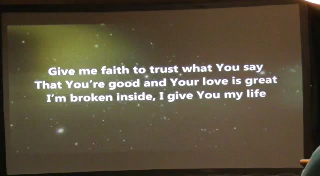 Give me faith to trust what You say
That You're good and Your love is great
I'm broken inside, I give You my life